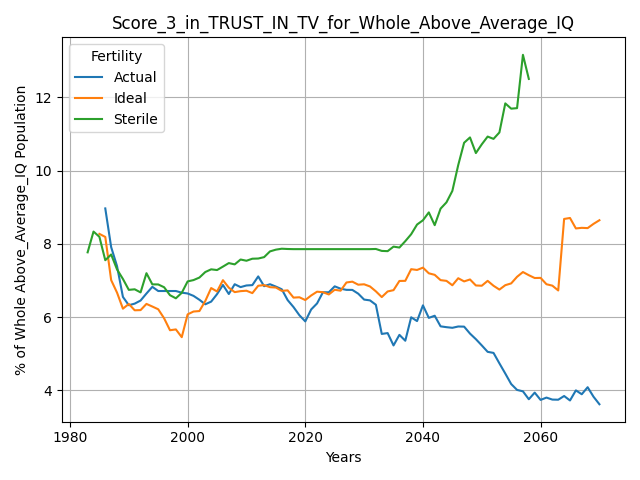 Score_3_in_TRUST_IN_TV_for_Whole_Above_Average_IQ
% of Whole Above_Average_IQ Population
12
10
8
6
4
Fertility
Actual
Ideal
Sterile
1980
2000
2020
2040
2060
Years